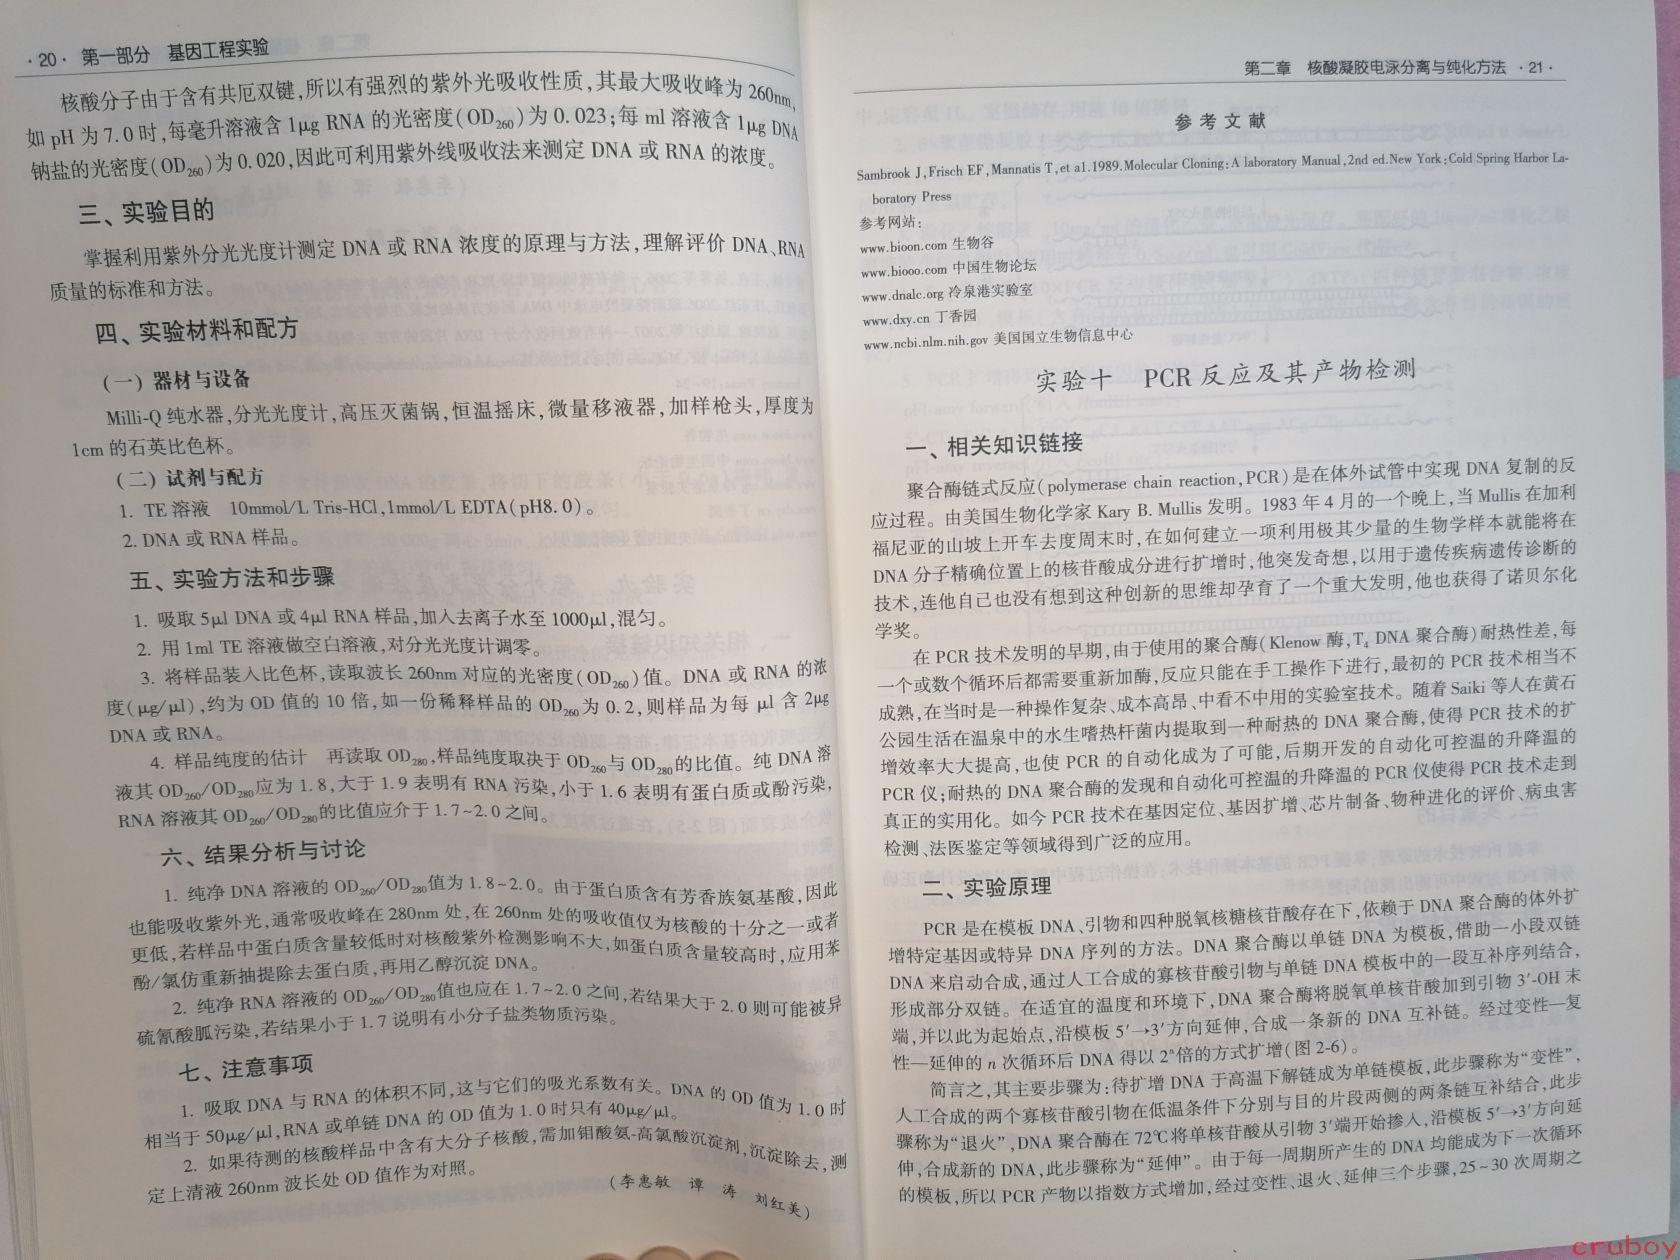 ·20· 第一部分 基因工程实验
核酸分子由于含有共厄双键,所以有强烈的紫外光吸收性质,其最大吸收峰为260nm,
如pH为7.0时,每毫升溶液含1μg RNA的光密度(OD₂₆₀)为0.023;每ml溶液含1μg DNA
钠盐的光密度(OD₂₆₀)为0.020,因此可利用紫外线吸收法来测定DNA或RNA的浓度。
三、实验目的
掌握利用紫外分光光度计测定DNA或RNA浓度的原理与方法,理解评价DNA、RNA
质量的标准和方法。
四、实验材料和配方
(一)器材与设备
Milli-Q纯水器,分光光度计,高压灭菌锅,恒温摇床,微量移液器,加样枪头,厚度为
1cm的石英比色杯。
(二)试剂与配方
1. TE溶液 10mmol/L Tris-HCl,1mmol/L EDTA(pH8.0)。
2. DNA或RNA样品。
五、实验方法和步骤
1. 吸取5μl DNA或4μl RNA样品,加入去离子水至1000μl,混匀。
2. 用1ml TE溶液做空白溶液,对分光光度计调零。
3. 将样品装入比色杯,读取波长260nm对应的光密度(OD₂₆₀)值。DNA或RNA的浓
度(μg/μl),约为OD值的10倍,如一份稀释样品的OD₂₆₀为0.2,则样品为每μl含2μg
DNA或RNA。
4. 样品纯度的估计 再读取OD₂₈₀,样品纯度取决于OD₂₆₀与OD₂₈₀的比值。纯DNA溶
液其OD₂₆₀/OD₂₈₀应为1.8,大于1.9表明有RNA污染,小于1.6表明有蛋白质或酚污染,
RNA溶液其OD₂₆₀/OD₂₈₀的比值应介于1.7~2.0之间。
六、结果分析与讨论
1. 纯净DNA溶液的OD₂₆₀/OD₂₈₀值为1.8~2.0。由于蛋白质含有芳香族氨基酸,因此
也能吸收紫外光,通常吸收峰在280nm处,在260nm处的吸收值仅为核酸的十分之一或者
更低,若样品中蛋白质含量较低时对核酸紫外检测影响不大,如蛋白质含量较高时,应用苯
酚/氯仿重新抽提除去蛋白质,再用乙醇沉淀DNA。
2. 纯净RNA溶液的OD₂₆₀/OD₂₈₀值也应在1.7~2.0之间,若结果大于2.0则可能被异
硫氰酸胍污染,若结果小于1.7说明有小分子盐类物质污染。
七、注意事项
1. 吸取DNA与RNA的体积不同,这与它们的吸光系数有关。DNA的OD值为1.0时
相当于50μg/μl,RNA或单链DNA的OD值为1.0时只有40μg/μl。
2. 如果待测的核酸样品中含有大分子核酸,需加钼酸氨-高氯酸沉淀剂,沉淀除去,测
定上清液260nm波长处OD值作为对照。
(李惠敏 谭涛 刘红美)
第二章 核酸凝胶电泳分离与纯化方法 ·21·
参考文献
Sambrook J,Frisch EF,Mannatis T,et a1.1989.Molecular Cloning:A laboratory Manual,2nd ed.New York:Cold Spring Harbor La-
boratory Press
参考网站:
www.bioon.com 生物谷
www.biooo.com 中国生物论坛
www.dnalc.org 冷泉港实验室
www.dxy.cn 丁香园
www.ncbi.nlm.nih.gov 美国国立生物信息中心
实验十 PCR反应及其产物检测
一、相关知识链接
聚合酶链式反应(polymerase chain reaction,PCR)是在体外试管中实现DNA复制的反
应过程。由美国生物化学家Kary B. Mullis发明。1983年4月的一个晚上,当Mullis在加利
福尼亚的山坡上开车去度周末时,在如何建立一项利用极其少量的生物学样本就能将在
DNA分子精确位置上的核苷酸成分进行扩增时,他突发奇想,以用于遗传疾病遗传诊断的
技术,连他自己也没有想到这种创新的思维却孕育了一个重大发明,他也获得了诺贝尔化
学奖。
在PCR技术发明的早期,由于使用的聚合酶(Klenow酶,T₄ DNA聚合酶)耐热性差,每
一个或数个循环后都需要重新加酶,反应只能在手工操作下进行,最初的PCR技术相当不
成熟,在当时是一种操作复杂、成本高昂、中看不中用的实验室技术。随着Saiki等人在黄石
公园生活在温泉中的水生嗜热杆菌内提取到一种耐热的DNA聚合酶,使得PCR技术的扩
增效率大大提高,也使PCR的自动化成为了可能,后期开发的自动化可控温的升降温的
PCR仪;耐热的DNA聚合酶的发现和自动化可控温的升降温的PCR仪使得PCR技术走到
真正的实用化。如今PCR技术在基因定位、基因扩增、芯片制备、物种进化的评价、病虫害
检测、法医鉴定等领域得到广泛的应用。
二、实验原理
PCR是在模板DNA、引物和四种脱氧核糖核苷酸存在下,依赖于DNA聚合酶的体外扩
增特定基因或特异DNA序列的方法。DNA聚合酶以单链DNA为模板,借助一小段双链
DNA来启动合成,通过人工合成的寡核苷酸引物与单链DNA模板中的一段互补序列结合,
形成部分双链。在适宜的温度和环境下,DNA聚合酶将脱氧单核苷酸加到引物3′-OH末
端,并以此为起始点,沿模板5′→3′方向延伸,合成一条新的DNA互补链。经过变性—复
性—延伸的n次循环后DNA得以2ⁿ倍的方式扩增(图2-6)。
简言之,其主要步骤为:待扩增DNA于高温下解链成为单链模板,此步骤称为“变性”,
人工合成的两个寡核苷酸引物在低温条件下分别与目的片段两侧的两条链互补结合,此步
骤称为“退火”,DNA聚合酶在72℃将单核苷酸从引物3′端开始掺入,沿模板5′→3′方向延
伸,合成新的DNA,此步骤称为“延伸”。由于每一周期所产生的DNA均能成为下一次循环
的模板,所以PCR产物以指数方式增加,经过变性、退火、延伸三个步骤,25~30次周期之
cruboy